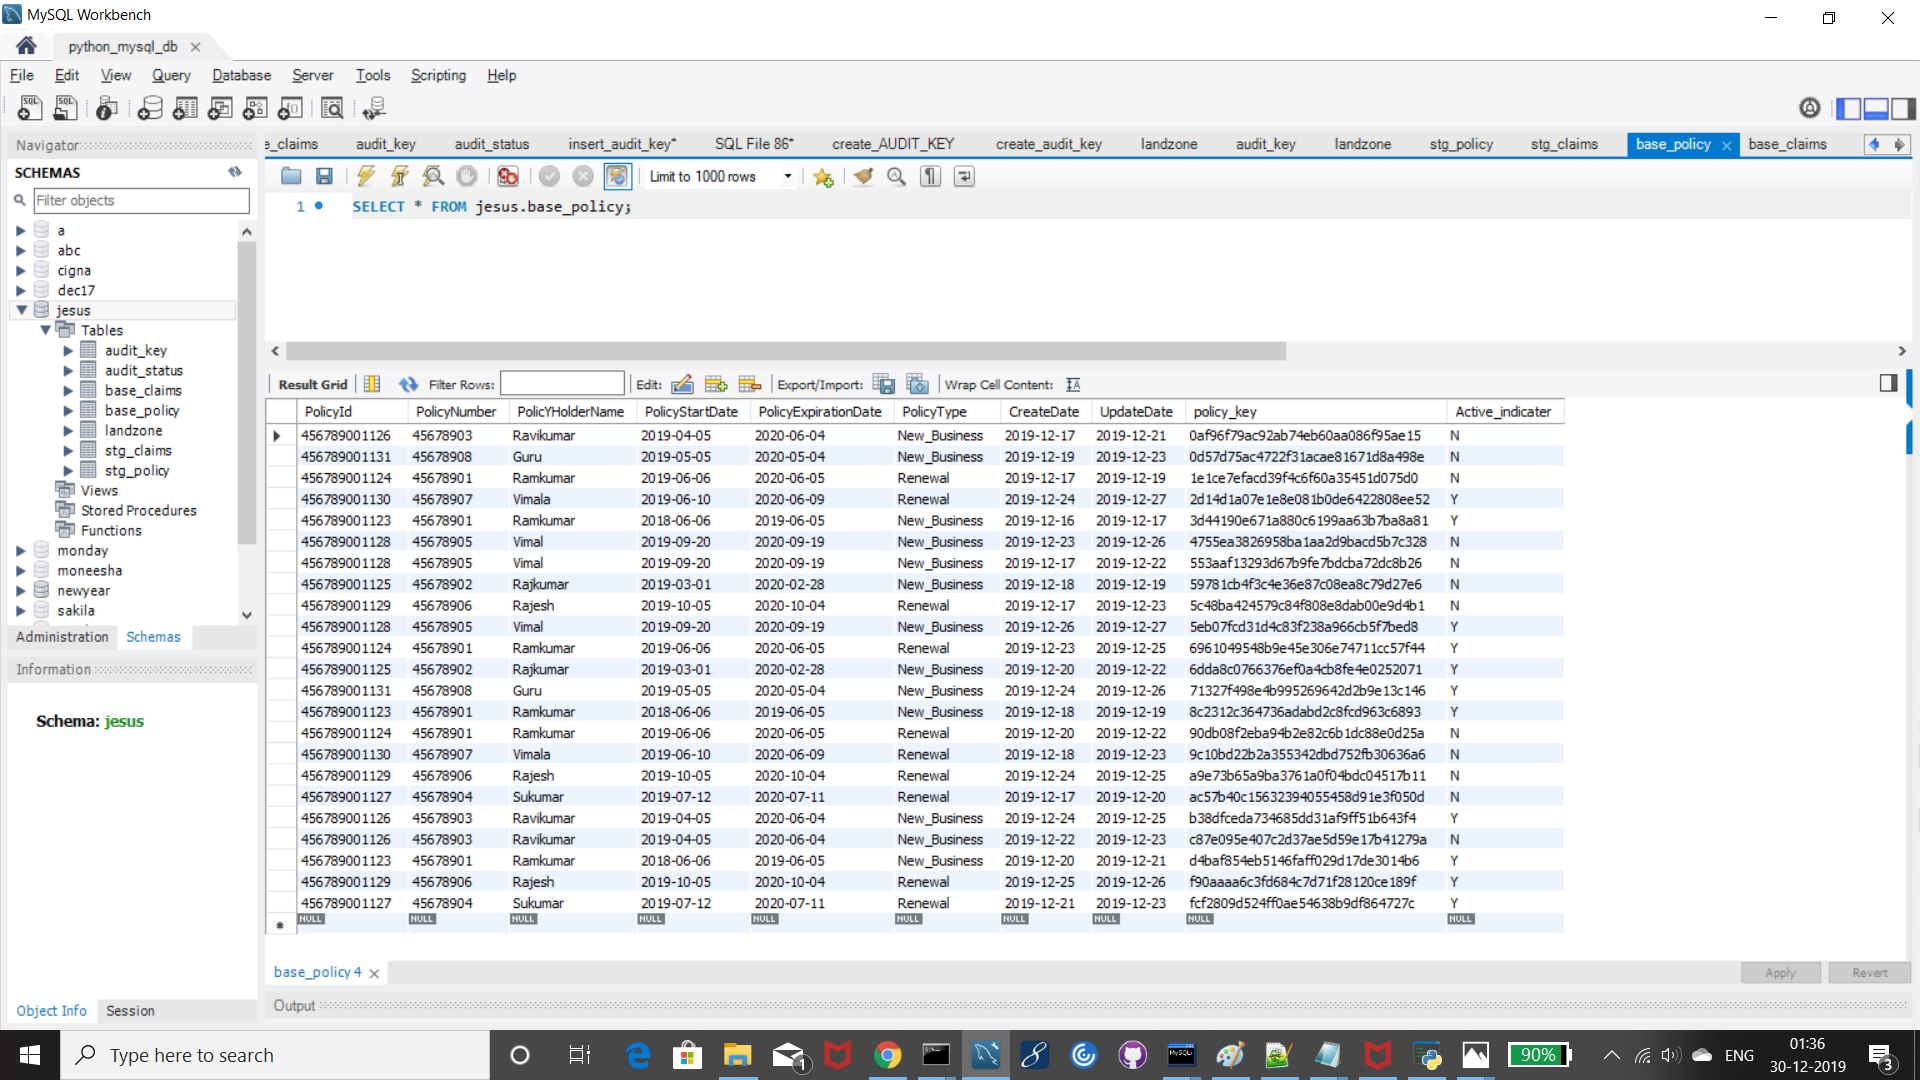 MySQL Workbench
python_mysql_db
File Edit View Query Database Server Tools Scripting Help
Navigator
SCHEMAS
Filter objects
a
abc
cigna
dec17
jesus
Tables
audit_key
audit_status
base_claims
base_policy
landzone
stg_claims
stg_policy
Views
Stored Procedures
Functions
monday
moneesha
newyear
sakila
Administration Schemas
Information
Schema: jesus
Object Info Session
e_claims audit_key audit_status insert_audit_key* SQL File 86* create_AUDIT_KEY create_audit_key landzone audit_key landzone stg_policy stg_claims base_policy base_claims
Limit to 1000 rows
1 SELECT * FROM jesus.base_policy;
Result Grid Filter Rows: Edit: Export/Import: Wrap Cell Content:
PolicyId PolicyNumber PolicYHolderName PolicyStartDate PolicyExpirationDate PolicyType CreateDate UpdateDate policy_key Active_indicater
456789001126 45678903 Ravikumar 2019-04-05 2020-06-04 New_Business 2019-12-17 2019-12-21 0af96f79ac92ab74eb60aa086f95ae15 N
456789001131 45678908 Guru 2019-05-05 2020-05-04 New_Business 2019-12-19 2019-12-23 0d57d75ac4722f31acae81671d8a498e N
456789001124 45678901 Ramkumar 2019-06-06 2020-06-05 Renewal 2019-12-17 2019-12-19 1e1ce7efacd39f4c6f60a35451d075d0 N
456789001130 45678907 Vimala 2019-06-10 2020-06-09 Renewal 2019-12-24 2019-12-27 2d14d1a07e1e8e081b0de6422808ee52 Y
456789001123 45678901 Ramkumar 2018-06-06 2019-06-05 New_Business 2019-12-16 2019-12-17 3d44190e671a880c6199aa63b7ba8a81 Y
456789001128 45678905 Vimal 2019-09-20 2020-09-19 New_Business 2019-12-23 2019-12-26 4755ea3826958ba1aa2d9bacd5b7c328 N
456789001128 45678905 Vimal 2019-09-20 2020-09-19 New_Business 2019-12-17 2019-12-22 553aaf13293d67b9fe7bdcba72dc8b26 N
456789001125 45678902 Rajkumar 2019-03-01 2020-02-28 New_Business 2019-12-18 2019-12-19 59781cb4f3c4e36e87c08ea8c79d27e6 N
456789001129 45678906 Rajesh 2019-10-05 2020-10-04 Renewal 2019-12-17 2019-12-23 5c48ba424579c84f808e8dab00e9d4b1 N
456789001128 45678905 Vimal 2019-09-20 2020-09-19 New_Business 2019-12-26 2019-12-27 5eb07fcd31d4c83f238a966cb5f7bed8 Y
456789001124 45678901 Ramkumar 2019-06-06 2020-06-05 Renewal 2019-12-23 2019-12-25 6961049548b9e45e306e74711cc57f44 Y
456789001125 45678902 Rajkumar 2019-03-01 2020-02-28 New_Business 2019-12-20 2019-12-22 6dda8c0766376ef0a4cb8fe4e0252071 Y
456789001131 45678908 Guru 2019-05-05 2020-05-04 New_Business 2019-12-24 2019-12-26 71327f498e4b995269642d2b9e13c146 Y
456789001123 45678901 Ramkumar 2018-06-06 2019-06-05 New_Business 2019-12-18 2019-12-19 8c2312c364736adabd2c8fcd963c6893 Y
456789001124 45678901 Ramkumar 2019-06-06 2020-06-05 Renewal 2019-12-20 2019-12-22 90db08f2eba94b2e82c6b1dc88e0d25a N
456789001130 45678907 Vimala 2019-06-10 2020-06-09 Renewal 2019-12-18 2019-12-23 9c10bd22b2a355342dbd752fb30636a6 N
456789001129 45678906 Rajesh 2019-10-05 2020-10-04 Renewal 2019-12-24 2019-12-25 a9e73b65a9ba3761a0f04bdc04517b11 N
456789001127 45678904 Sukumar 2019-07-12 2020-07-11 Renewal 2019-12-17 2019-12-20 ac57b40c15632394055458d91e3f050d N
456789001126 45678903 Ravikumar 2019-04-05 2020-06-04 New_Business 2019-12-24 2019-12-25 b38dfceda734685dd31af9ff51b643f4 Y
456789001126 45678903 Ravikumar 2019-04-05 2020-06-04 New_Business 2019-12-22 2019-12-23 c87e095e407c2d37ae5d59e17b41279a N
456789001123 45678901 Ramkumar 2018-06-06 2019-06-05 New_Business 2019-12-20 2019-12-21 d4baf854eb5146faff029d17de3014b6 Y
456789001129 45678906 Rajesh 2019-10-05 2020-10-04 Renewal 2019-12-25 2019-12-26 f90aaaa6c3fd684c7d71f28120ce189f Y
456789001127 45678904 Sukumar 2019-07-12 2020-07-11 Renewal 2019-12-21 2019-12-23 fcf2809d524ff0ae54638b9df864727c Y
NULL NULL NULL NULL NULL NULL NULL NULL NULL NULL
base_policy 4
Apply Revert
Output
Type here to search
1
MySQL
90%
ENG
01:36
30-12-2019
3